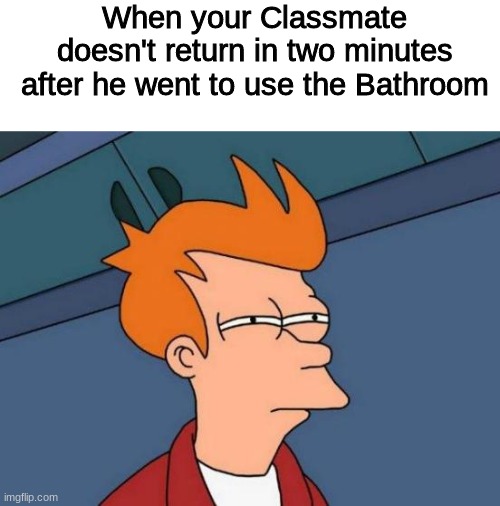 When your Classmate
doesn't return in two minutes
after he went to use the Bathroom
imgflip.com